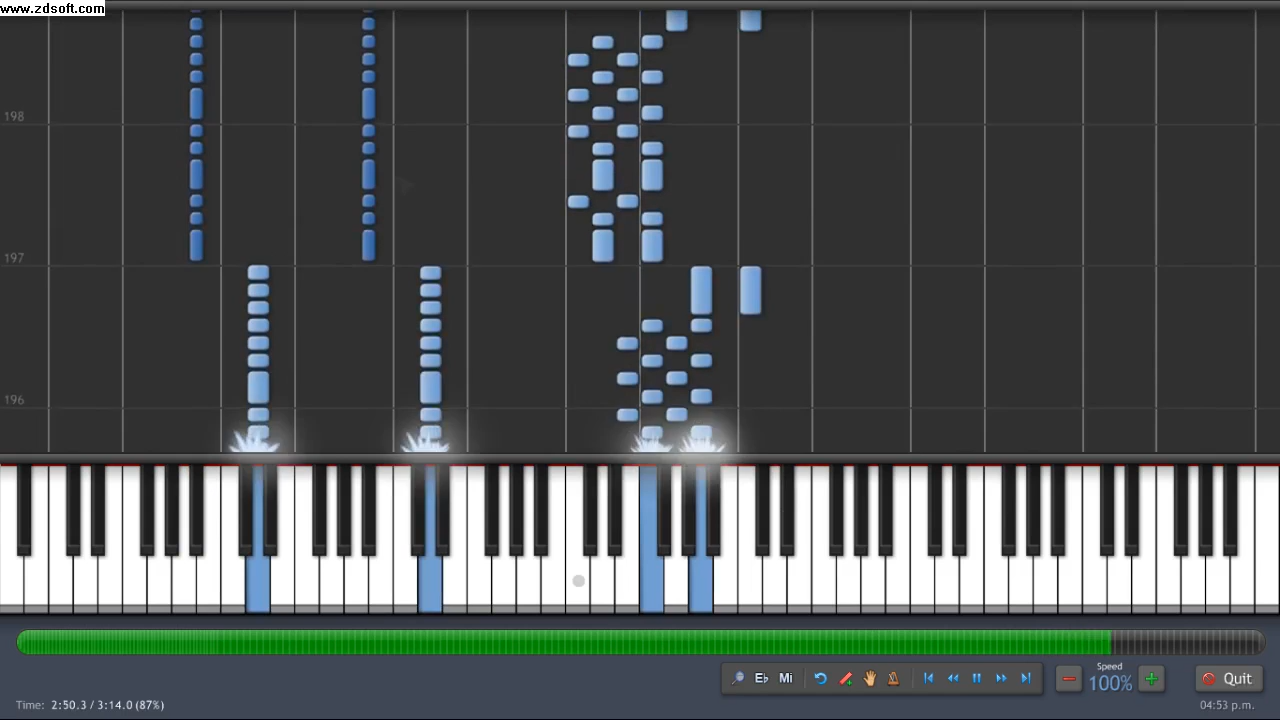 www.zdsoft.com
198
197
196
Eb Mi
Speed
100%
Quit
Time: 2:50.3 / 3:14.0 (87%)
04:53 p.m.